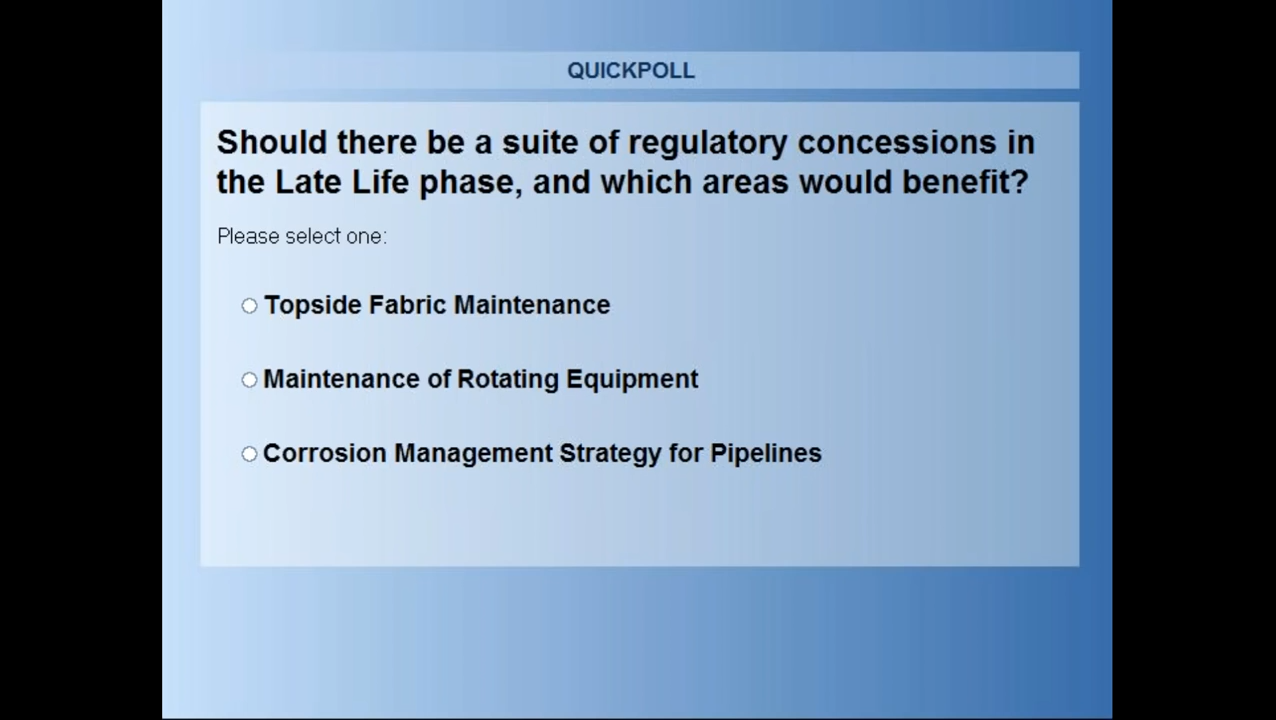 QUICKPOLL
Should there be a suite of regulatory concessions in
the Late Life phase, and which areas would benefit?
Please select one:
Topside Fabric Maintenance
Maintenance of Rotating Equipment
Corrosion Management Strategy for Pipelines